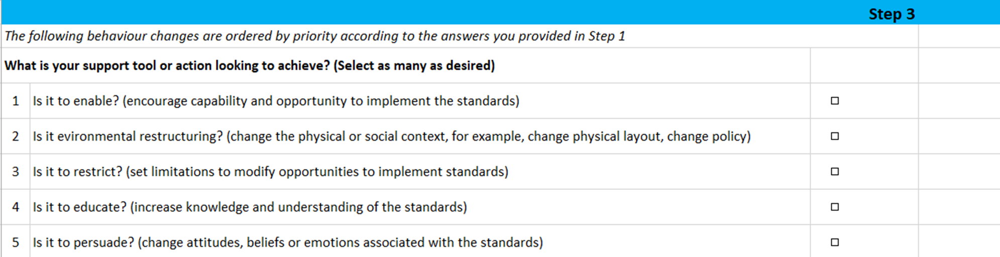 Step 3
The following behaviour changes are ordered by priority according to the answers you provided in Step 1
What is your support tool or action looking to achieve? (Select as many as desired)
1 Is it to enable? (encourage capability and opportunity to implement the standards)
2 Is it evironmental restructuring? (change the physical or social context, for example, change physical layout, change policy)
3 Is it to restrict? (set limitations to modify opportunities to implement standards)
4 Is it to educate? (increase knowledge and understanding of the standards)
5 Is it to persuade? (change attitudes, beliefs or emotions associated with the standards)